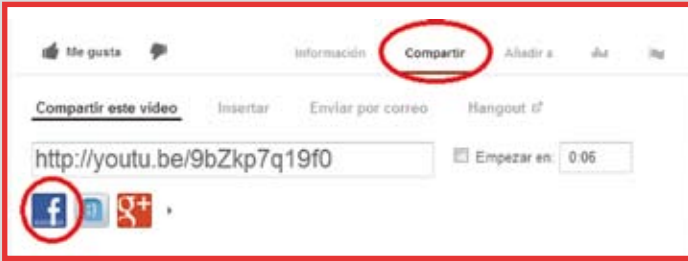 Me gusta Información Compartir Añadir a
Compartir este vídeo Insertar Enviar por correo Hangout
http://youtu.be/9bZkp7q19f0 Empezar en: 0:06
f g+